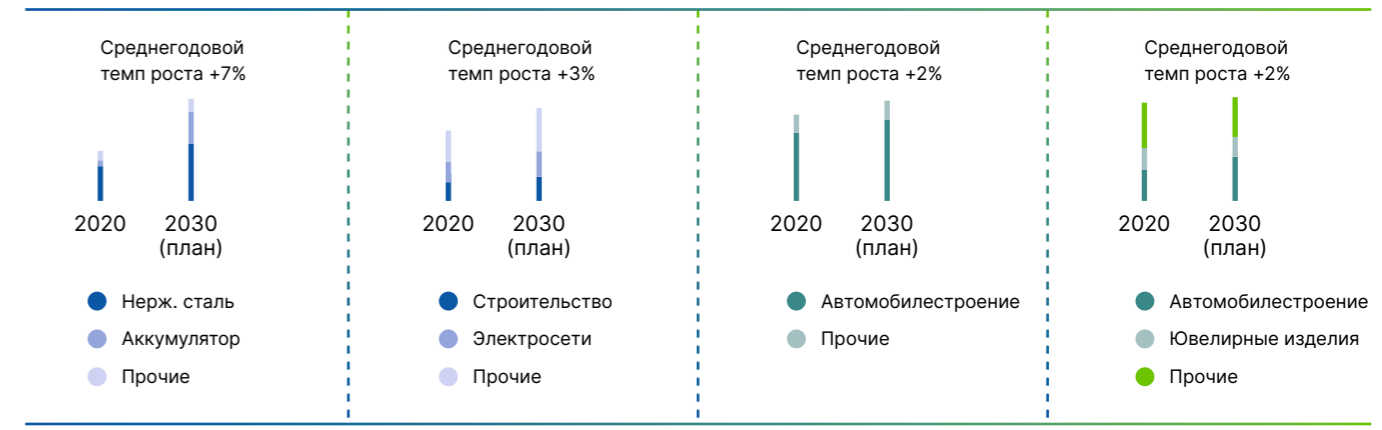 Среднегодовой
темп роста +7%
2020
2030
(план)
Нерж. сталь
Аккумулятор
Прочие
Среднегодовой
темп роста +3%
2020
2030
(план)
Строительство
Электросети
Прочие
Среднегодовой
темп роста +2%
2020
2030
(план)
Автомобилестроение
Прочие
Среднегодовой
темп роста +2%
2020
2030
(план)
Автомобилестроение
Ювелирные изделия
Прочие